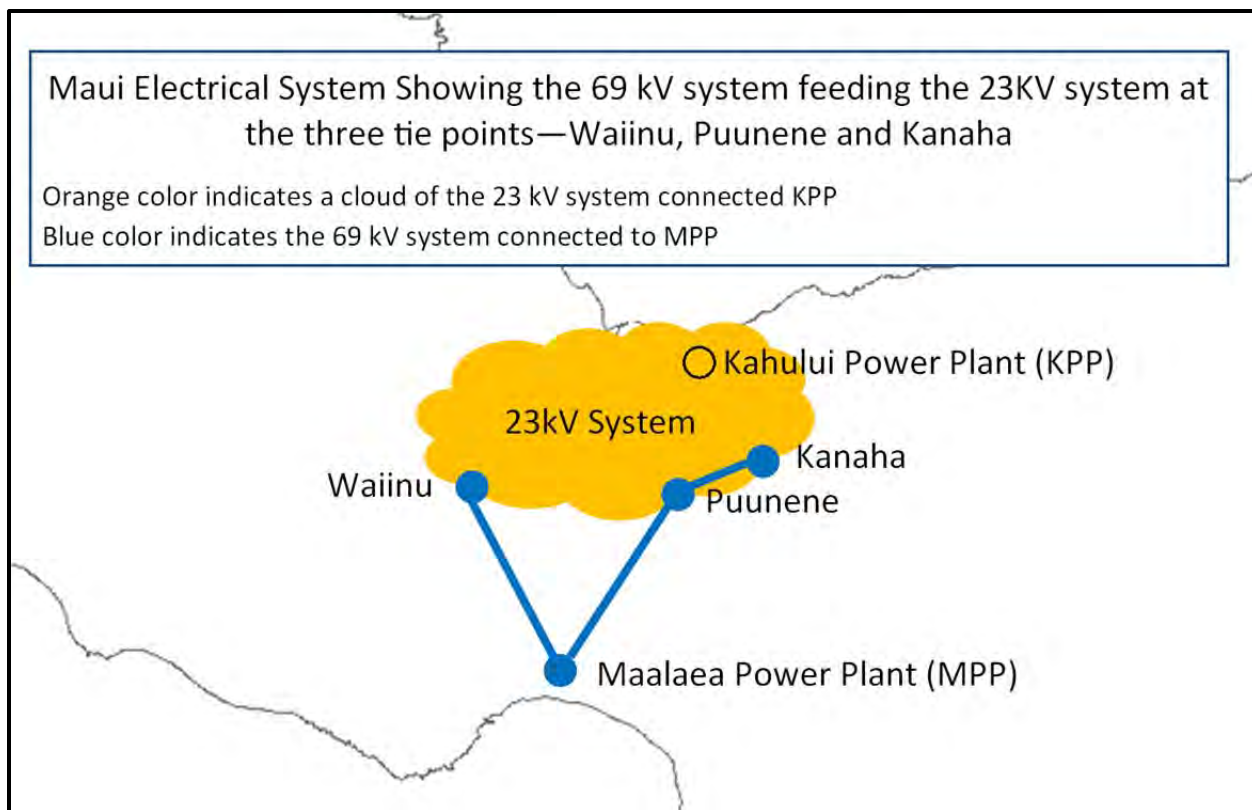 Maui Electrical System Showing the 69 kV system feeding the 23KV system at
the three tie points—Waiinu, Puunene and Kanaha
Orange color indicates a cloud of the 23 kV system connected KPP
Blue color indicates the 69 kV system connected to MPP
Kahului Power Plant (KPP)
23kV System
Kanaha
Waiinu
Puunene
Maalaea Power Plant (MPP)